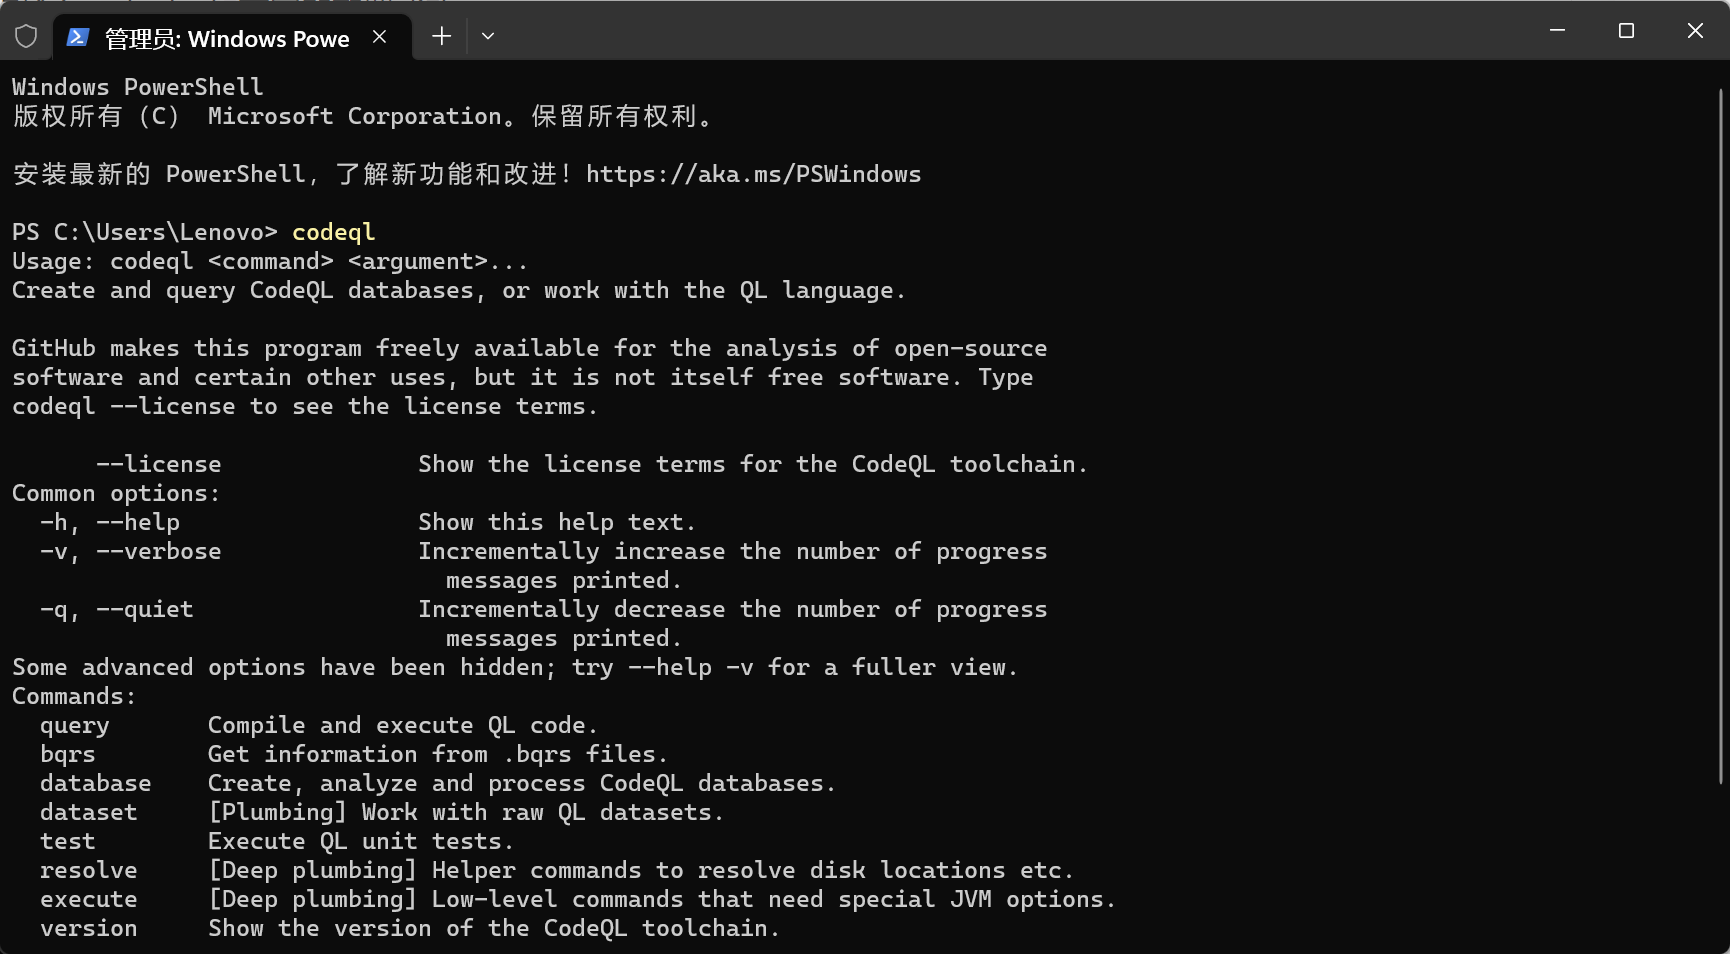 管理员: Windows Powe
Windows PowerShell
版权所有（C） Microsoft Corporation。保留所有权利。
安装最新的 PowerShell，了解新功能和改进！https://aka.ms/PSWindows
PS C:\Users\Lenovo> codeql
Usage: codeql <command> <argument>...
Create and query CodeQL databases, or work with the QL language.
GitHub makes this program freely available for the analysis of open-source
software and certain other uses, but it is not itself free software. Type
codeql --license to see the license terms.
--license Show the license terms for the CodeQL toolchain.
Common options:
-h, --help Show this help text.
-v, --verbose Incrementally increase the number of progress
messages printed.
-q, --quiet Incrementally decrease the number of progress
messages printed.
Some advanced options have been hidden; try --help -v for a fuller view.
Commands:
query Compile and execute QL code.
bqrs Get information from .bqrs files.
database Create, analyze and process CodeQL databases.
dataset [Plumbing] Work with raw QL datasets.
test Execute QL unit tests.
resolve [Deep plumbing] Helper commands to resolve disk locations etc.
execute [Deep plumbing] Low-level commands that need special JVM options.
version Show the version of the CodeQL toolchain.